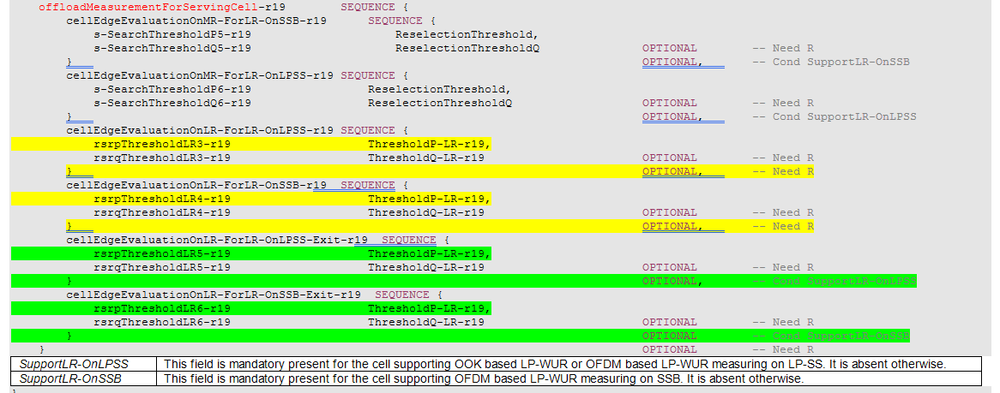 offloadMeasurementForServingCell-r19 SEQUENCE {
cellEdgeEvaluationOnMR-ForLR-OnSSB-r19 SEQUENCE {
s-SearchThresholdP5-r19 ReselectionThreshold,
s-SearchThresholdQ5-r19 ReselectionThresholdQ OPTIONAL -- Need R
} OPTIONAL, -- Cond SupportLR-OnSSB
cellEdgeEvaluationOnMR-ForLR-OnLPSS-r19 SEQUENCE {
s-SearchThresholdP6-r19 ReselectionThreshold,
s-SearchThresholdQ6-r19 ReselectionThresholdQ OPTIONAL -- Need R
} OPTIONAL, -- Cond SupportLR-OnLPSS
cellEdgeEvaluationOnLR-ForLR-OnLPSS-r19 SEQUENCE {
rsrpThresholdLR3-r19 ThresholdP-LR-r19,
rsrqThresholdLR3-r19 ThresholdQ-LR-r19 OPTIONAL -- Need R
} OPTIONAL, -- Need R
cellEdgeEvaluationOnLR-ForLR-OnSSB-r19 SEQUENCE {
rsrpThresholdLR4-r19 ThresholdP-LR-r19,
rsrqThresholdLR4-r19 ThresholdQ-LR-r19 OPTIONAL -- Need R
} OPTIONAL, -- Need R
cellEdgeEvaluationOnLR-ForLR-OnLPSS-Exit-r19 SEQUENCE {
rsrpThresholdLR5-r19 ThresholdP-LR-r19,
rsrqThresholdLR5-r19 ThresholdQ-LR-r19 OPTIONAL -- Need R
} OPTIONAL, -- Cond SupportLR-OnLPSS
cellEdgeEvaluationOnLR-ForLR-OnSSB-Exit-r19 SEQUENCE {
rsrpThresholdLR6-r19 ThresholdP-LR-r19,
rsrqThresholdLR6-r19 ThresholdQ-LR-r19 OPTIONAL -- Need R
} OPTIONAL -- Cond SupportLR-OnSSB
} OPTIONAL -- Need R
SupportLR-OnLPSS This field is mandatory present for the cell supporting OOK based LP-WUR or OFDM based LP-WUR measuring on LP-SS. It is absent otherwise.
SupportLR-OnSSB This field is mandatory present for the cell supporting OFDM based LP-WUR measuring on SSB. It is absent otherwise.